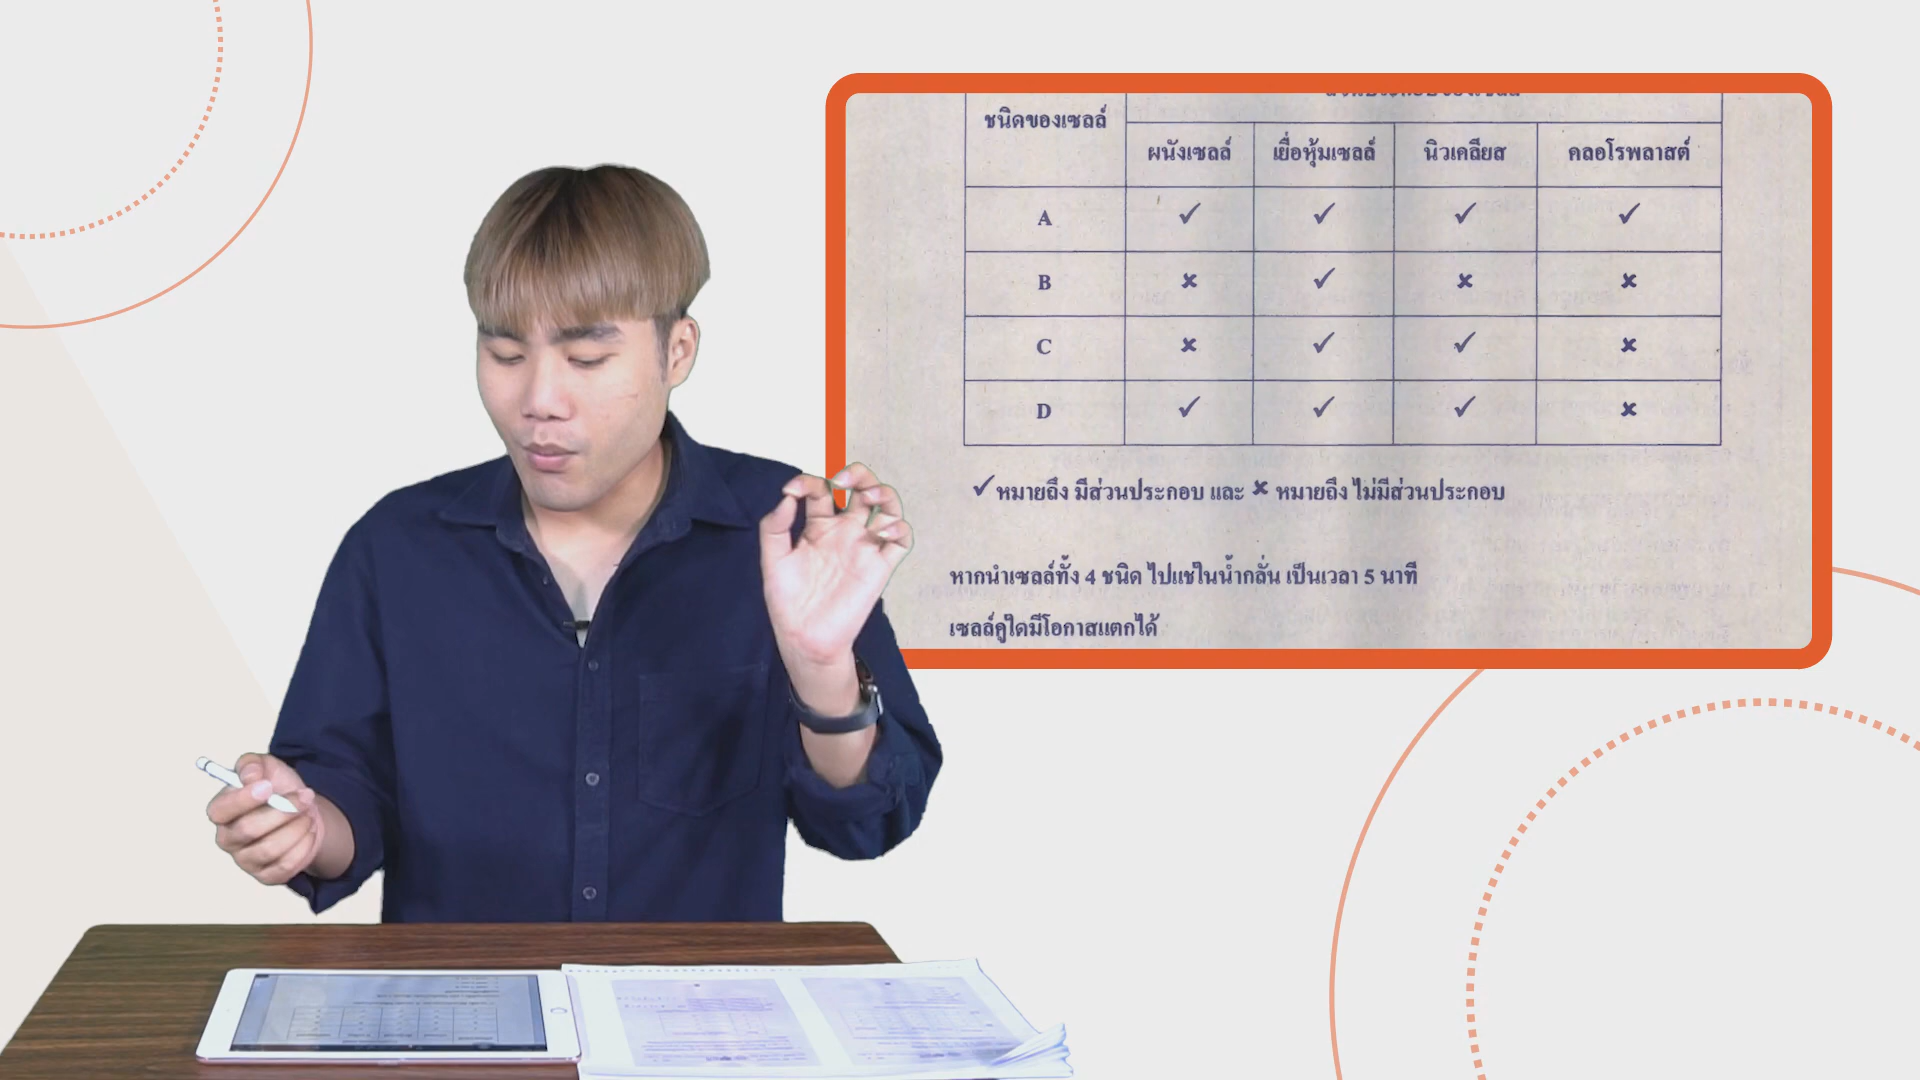 ชนิดของเซลล์
ผนังเซลล์ เยื่อหุ้มเซลล์ นิวเคลียส คลอโรพลาสต์
A ✓ ✓ ✓ ✓
B ✗ ✓ ✗ ✗
C ✗ ✓ ✓ ✗
D ✓ ✓ ✓ ✗
✓หมายถึง มีส่วนประกอบ และ ✗ หมายถึง ไม่มีส่วนประกอบ
หากนำเซลล์ทั้ง 4 ชนิด ไปแช่ในน้ำกลั่น เป็นเวลา 5 นาที
เซลล์คู่ใดมีโอกาสแตกได้